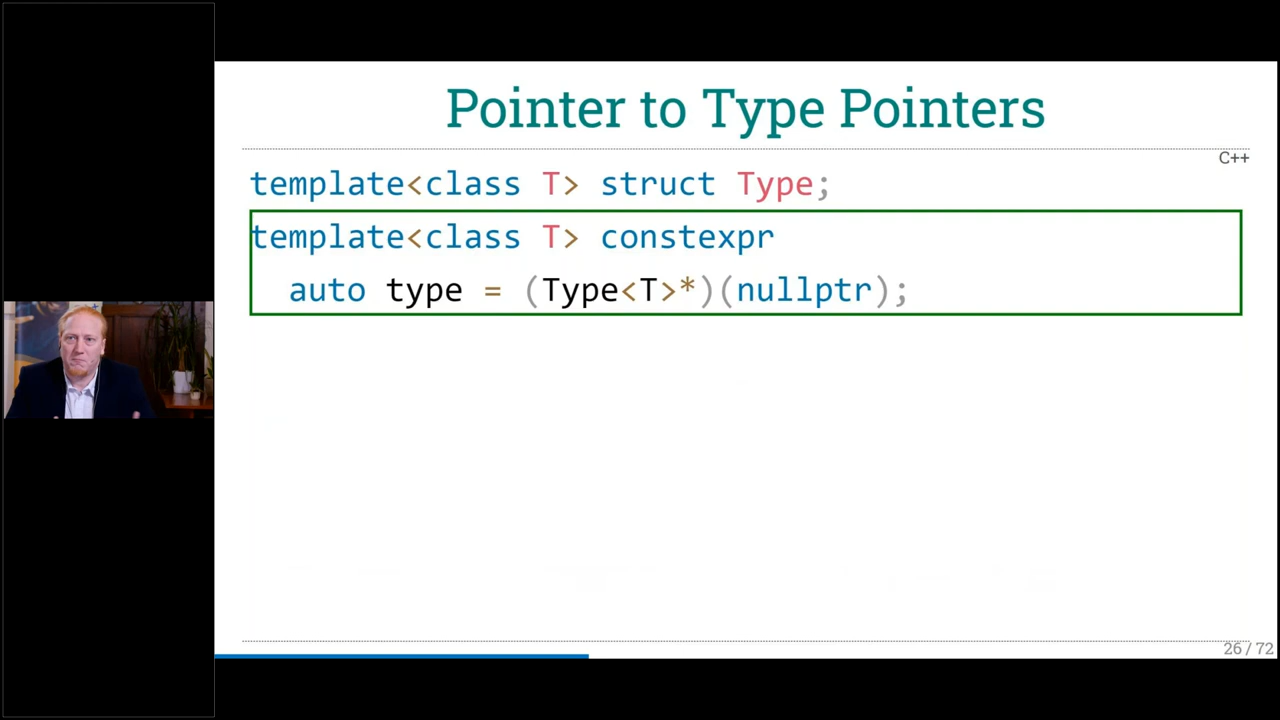 Pointer to Type Pointers
C++
template<class T> struct Type;
template<class T> constexpr
  auto type = (Type<T>*)(nullptr);
26 / 72